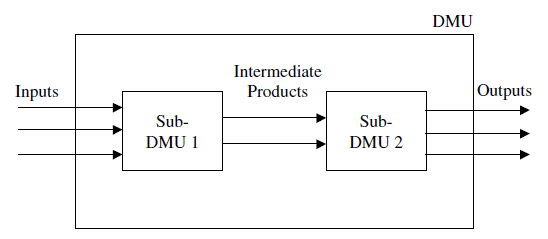 DMU
Intermediate
Products
Inputs
Outputs
Sub-
DMU 1
Sub-
DMU 2